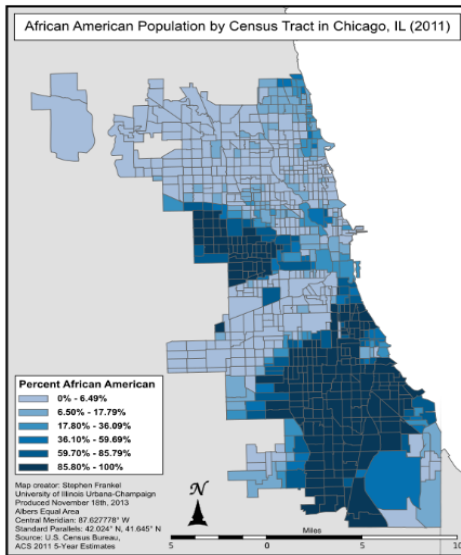 African American Population by Census Tract in Chicago, IL (2011)
Percent African American
0% - 6.49%
6.50% - 17.79%
17.80% - 36.09%
36.10% - 59.69%
59.70% - 85.79%
85.80% - 100%
Map creator: Stephen Frankel
University of Illinois Urbana-Champaign
Produced November 18th, 2013
Albers Equal Area
Central Meridian: 87.627778° W
Standard Parallels: 42.024° N, 41.645° N
Source: U.S. Census Bureau,
ACS 2011 5-Year Estimates
N
Miles
5 0 5 10